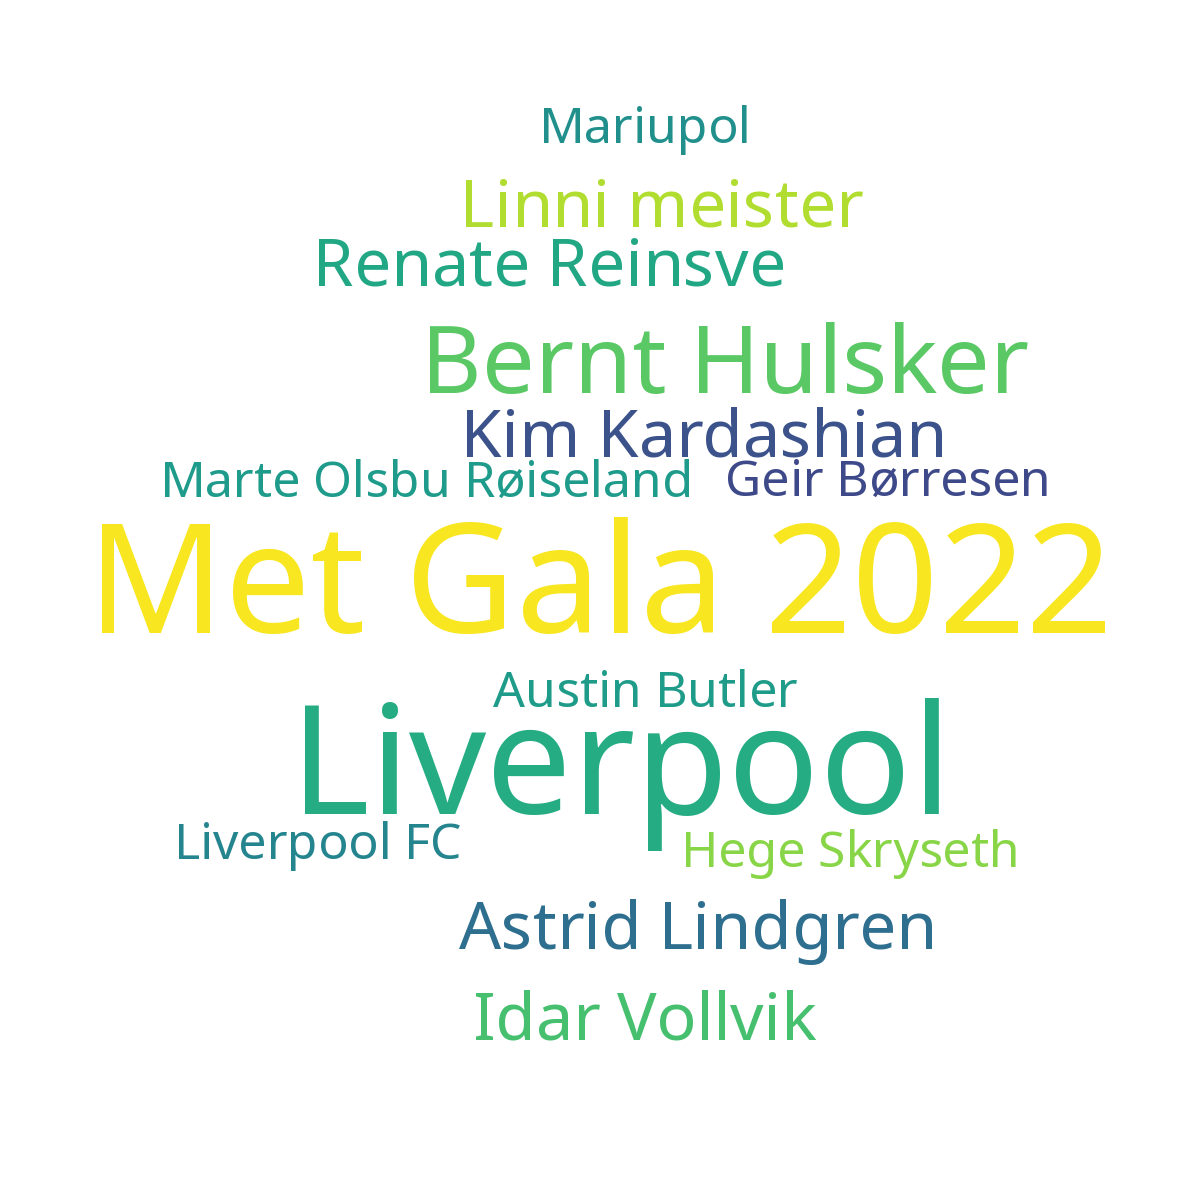 Mariupol
Linni meister
Renate Reinsve
Bernt Hulsker
Kim Kardashian
Marte Olsbu Røiseland
Geir Børresen
Met Gala 2022
Austin Butler
Liverpool
Liverpool FC
Hege Skryseth
Astrid Lindgren
Idar Vollvik